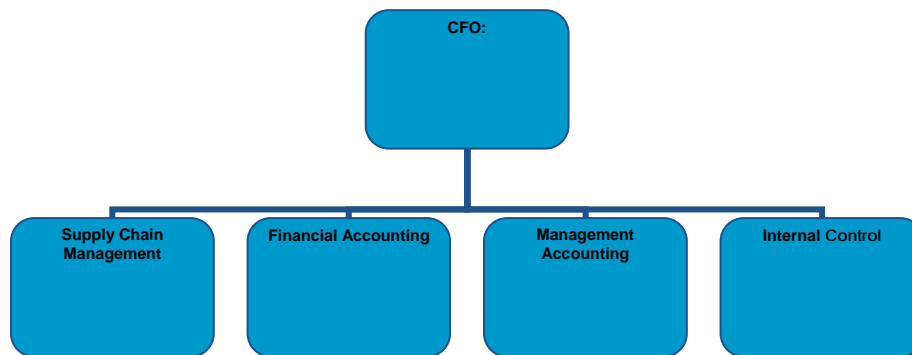 CFO:
Supply Chain
Management
Financial Accounting
Management
Accounting
Internal Control